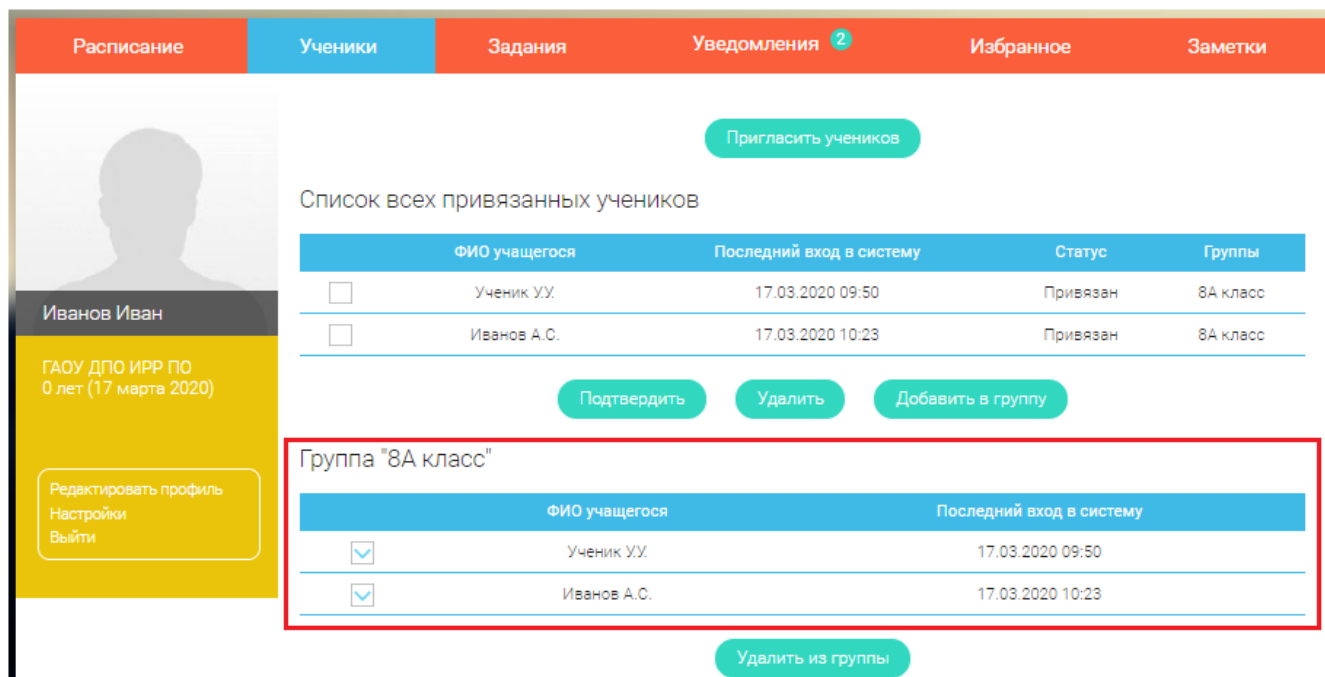 Расписание Ученики Задания Уведомления 2 Избранное Заметки
Пригласить учеников
Список всех привязанных учеников
ФИО учащегося Последний вход в систему Статус Группы
Ученик У.У. 17.03.2020 09:50 Привязан 8А класс
Иванов А.С. 17.03.2020 10:23 Привязан 8А класс
Иванов Иван
ГАОУ ДПО ИРР ПО
0 лет (17 марта 2020)
Подтвердить Удалить Добавить в группу
Группа "8А класс"
Редактировать профиль
Настройки
Выйти
ФИО учащегося Последний вход в систему
Ученик У.У. 17.03.2020 09:50
Иванов А.С. 17.03.2020 10:23
Удалить из группы